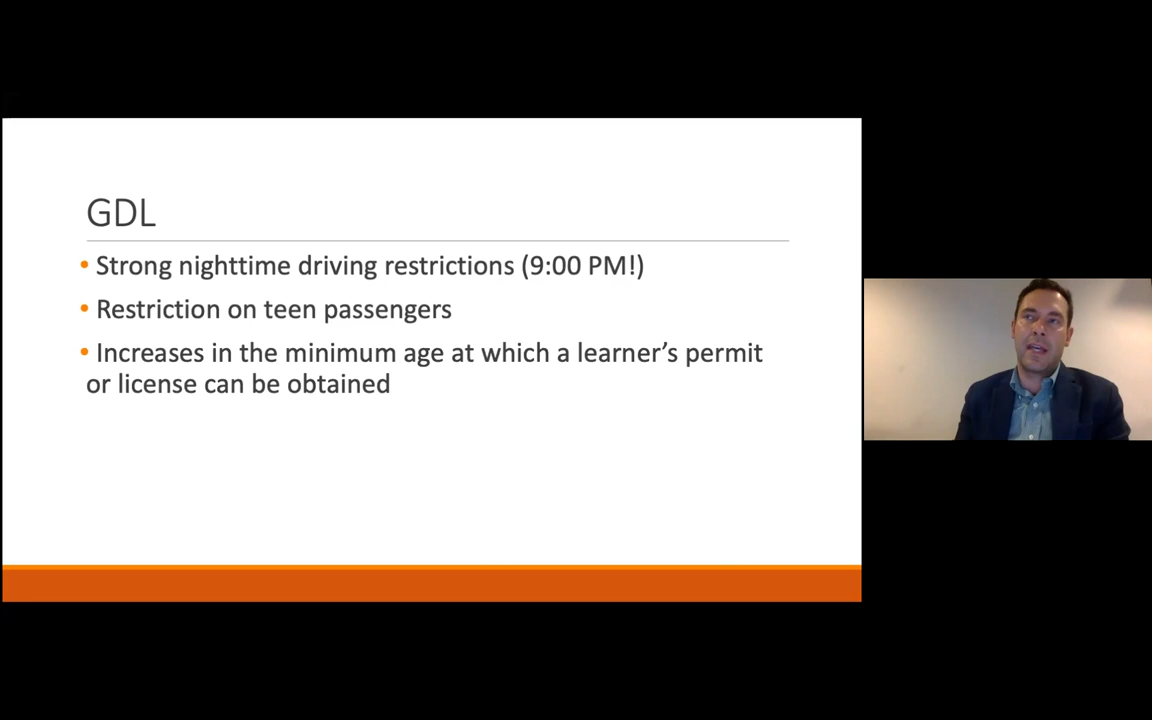 GDL
• Strong nighttime driving restrictions (9:00 PM!)
• Restriction on teen passengers
• Increases in the minimum age at which a learner’s permit
or license can be obtained